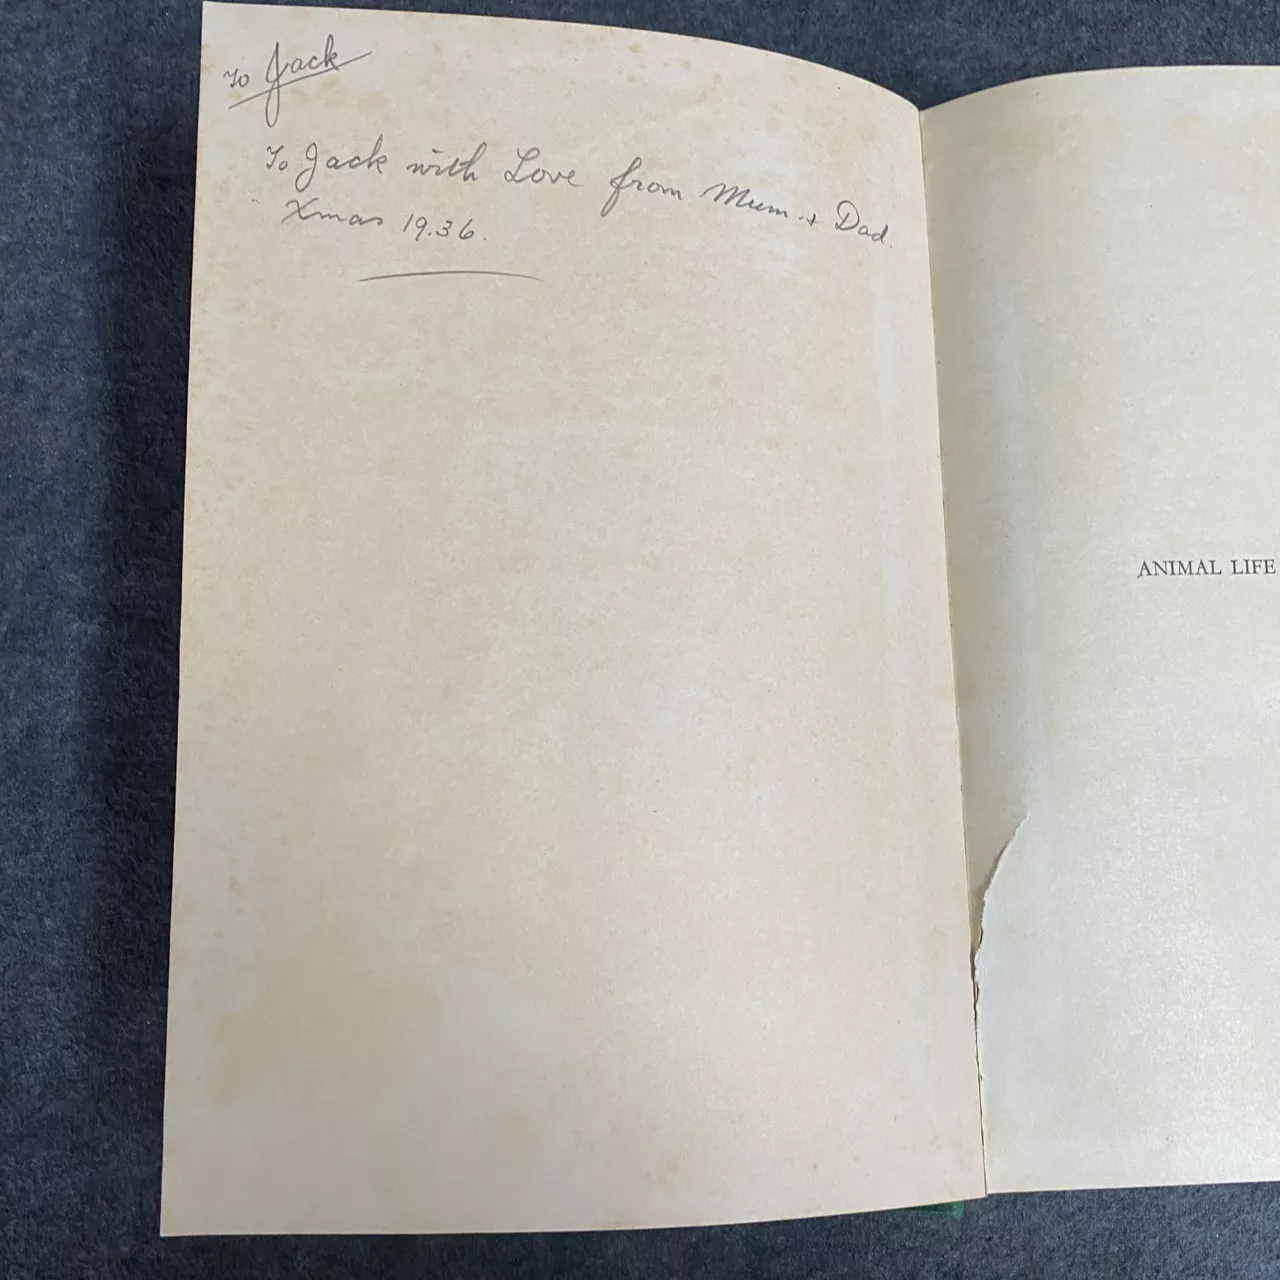 To Jack
To Jack with Love from Mum & Dad.
Xmas 19.36.
ANIMAL LIFE